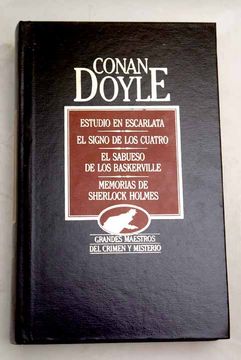 CONAN
DOYLE
ESTUDIO EN ESCARLATA
EL SIGNO DE LOS CUATRO
EL SABUESO
DE LOS BASKERVILLE
MEMORIAS DE
SHERLOCK HOLMES
GRANDES MAESTROS
DEL CRIMEN Y MISTERIO